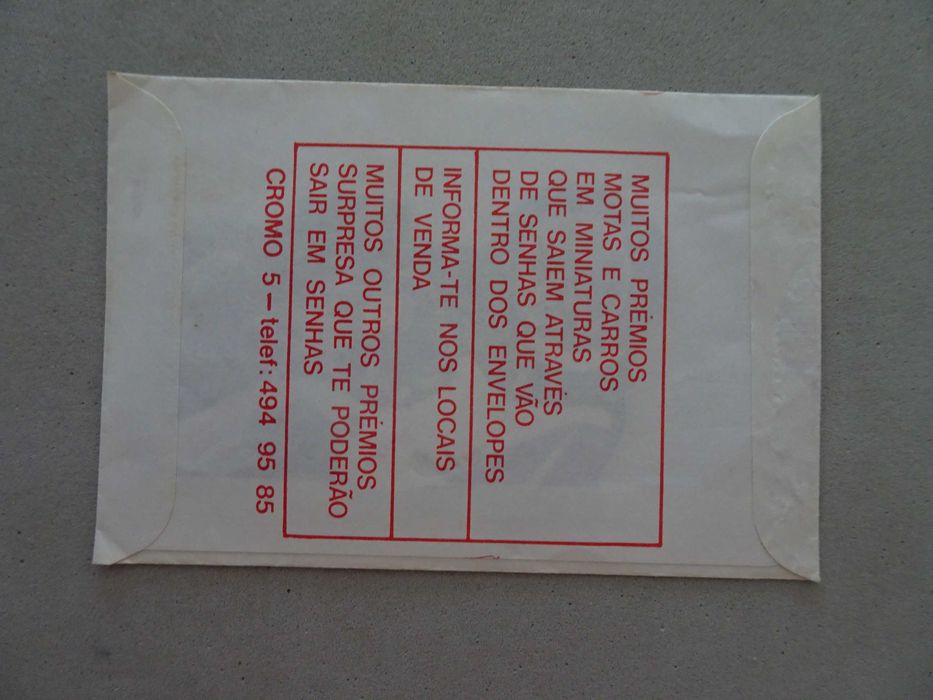 MUITOS PRÉMIOS
MOTAS E CARROS
EM MINIATURAS
QUE SAIEM ATRAVÉS
DE SENHAS QUE VÃO
DENTRO DOS ENVELOPES
INFORMA-TE NOS LOCAIS
DE VENDA
MUITOS OUTROS PRÉMIOS
SURPRESA QUE TE PODERÃO
SAIR EM SENHAS
CROMO 5 – telef: 494 95 85